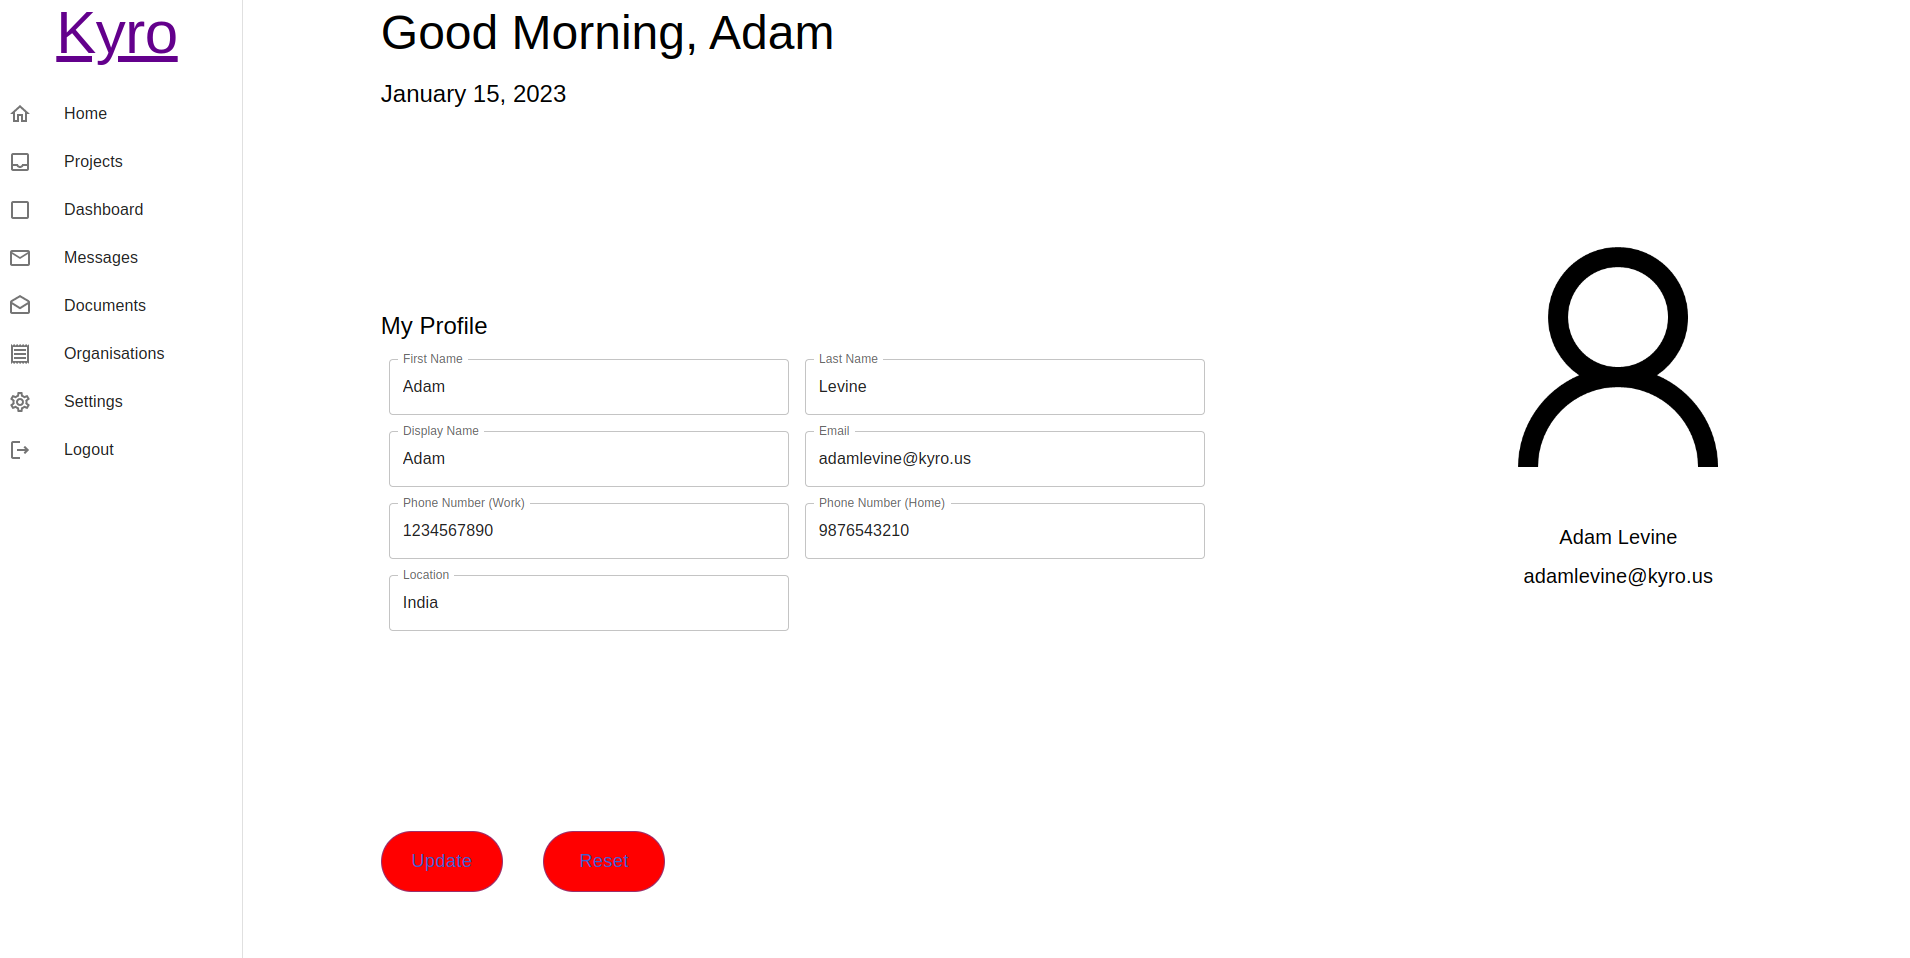 Kyro
Home
Projects
Dashboard
Messages
Documents
Organisations
Settings
Logout
Good Morning, Adam
January 15, 2023
My Profile
First Name
Adam
Last Name
Levine
Display Name
Adam
Email
adamlevine@kyro.us
Phone Number (Work)
1234567890
Phone Number (Home)
9876543210
Location
India
Adam Levine
adamlevine@kyro.us
Update
Reset